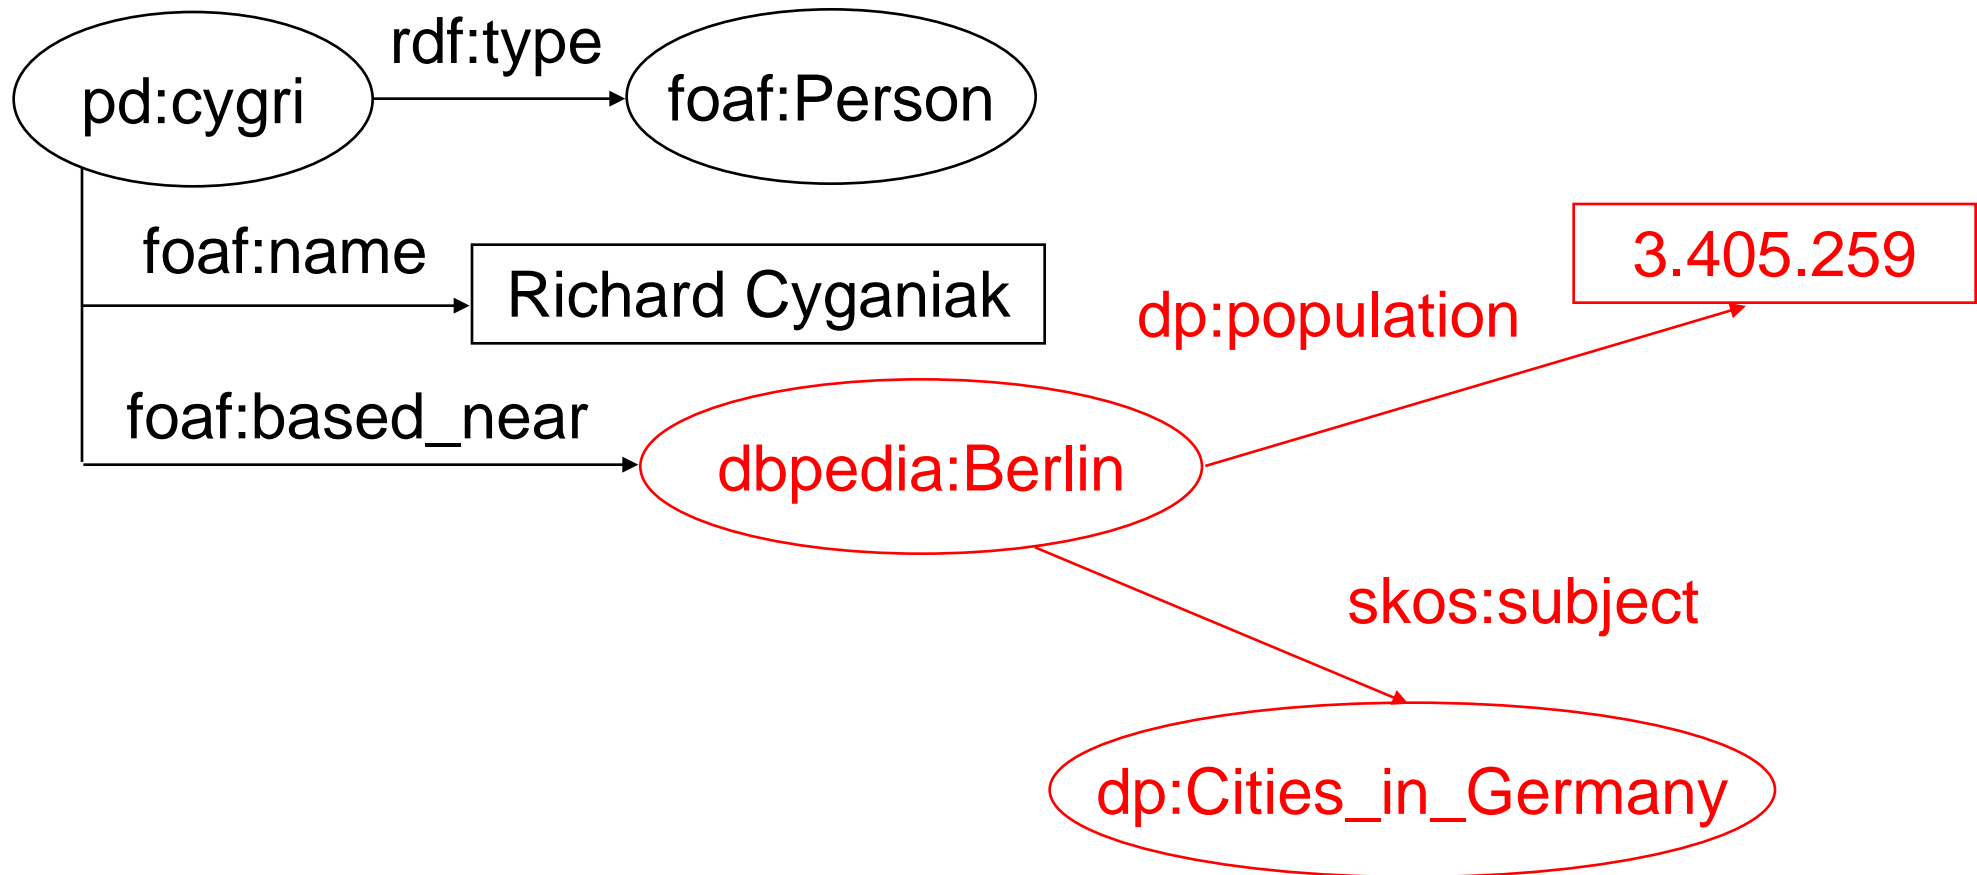 rdf:type
pd:cygri
foaf:Person
foaf:name
Richard Cyganiak
3.405.259
dp:population
foaf:based_near
dbpedia:Berlin
skos:subject
dp:Cities_in_Germany